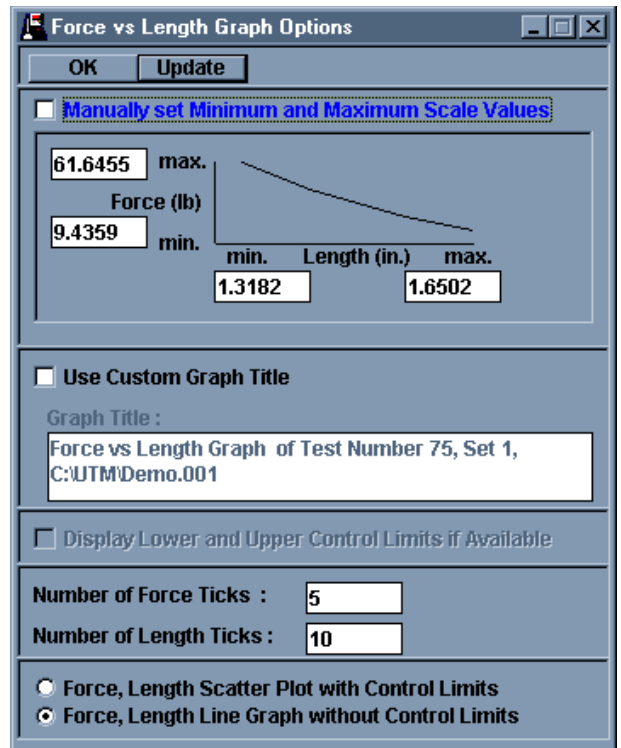 Force vs Length Graph Options
OK Update
Manually set Minimum and Maximum Scale Values
61.6455 max.
Force (lb)
9.4359 min.
min. Length (in.) max.
1.3182 1.6502
Use Custom Graph Title
Graph Title :
Force vs Length Graph of Test Number 75, Set 1,
C:\UTM\Demo.001
Display Lower and Upper Control Limits if Available
Number of Force Ticks : 5
Number of Length Ticks : 10
Force, Length Scatter Plot with Control Limits
Force, Length Line Graph without Control Limits